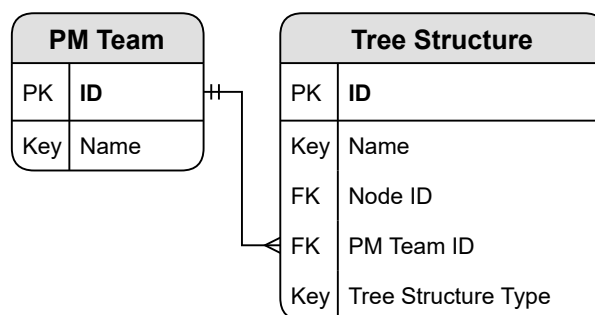 PM Team
PK ID
Key Name
Tree Structure
PK ID
Key Name
FK Node ID
FK PM Team ID
Key Tree Structure Type